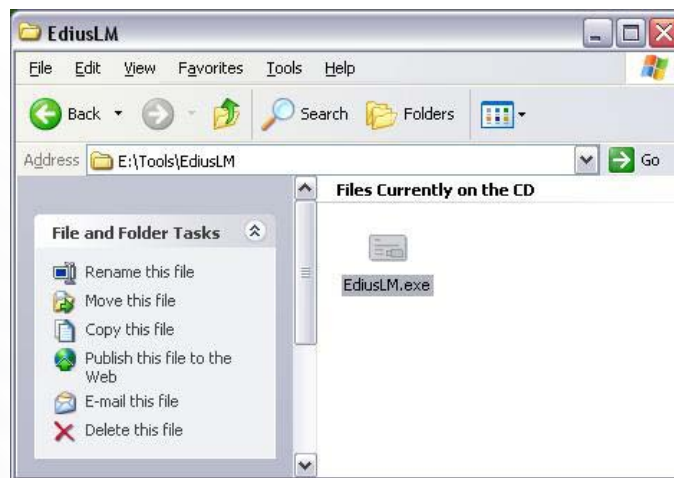 EdiusLM
File Edit View Favorites Tools Help
Back Search Folders
Address E:\Tools\EdiusLM Go
Files Currently on the CD
File and Folder Tasks
Rename this file
Move this file
Copy this file
Publish this file to the
Web
E-mail this file
Delete this file
EdiusLM.exe